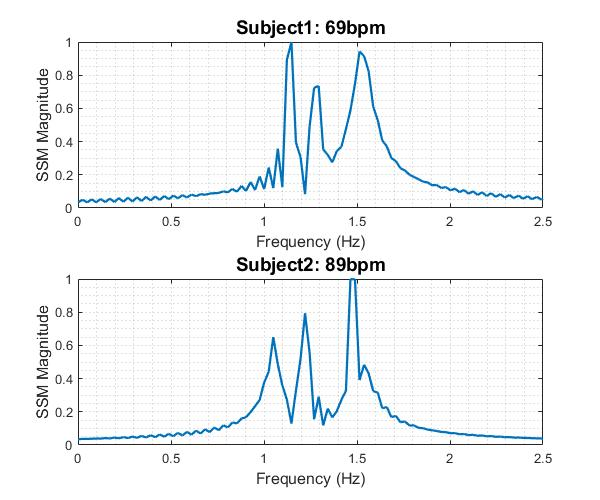 Subject1: 69bpm
1
0.8
0.6
0.4
0.2
0
SSM Magnitude
0 0.5 1 1.5 2 2.5
Frequency (Hz)
Subject2: 89bpm
1
0.8
0.6
0.4
0.2
0
SSM Magnitude
0 0.5 1 1.5 2 2.5
Frequency (Hz)